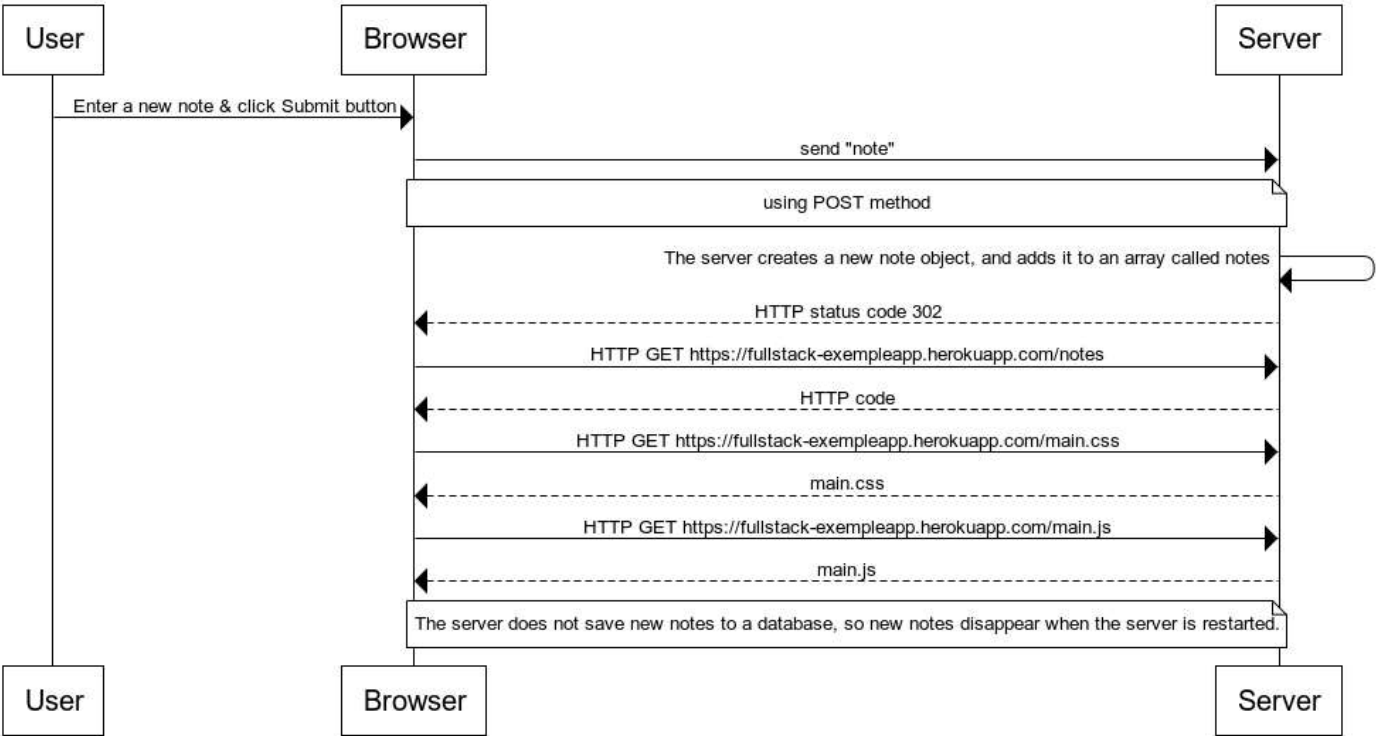 User
Browser
Server
Enter a new note & click Submit button
send "note"
using POST method
The server creates a new note object, and adds it to an array called notes
HTTP status code 302
HTTP GET https://fullstack-exempleapp.herokuapp.com/notes
HTTP code
HTTP GET https://fullstack-exempleapp.herokuapp.com/main.css
main.css
HTTP GET https://fullstack-exempleapp.herokuapp.com/main.js
main.js
The server does not save new notes to a database, so new notes disappear when the server is restarted.
User
Browser
Server